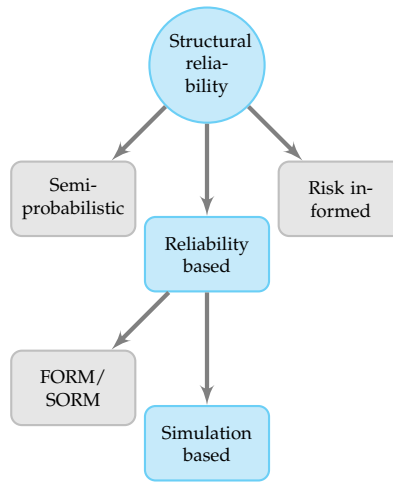 Structural
relia-
bility
Semi-
probabilistic
Risk in-
formed
Reliability
based
FORM/
SORM
Simulation
based